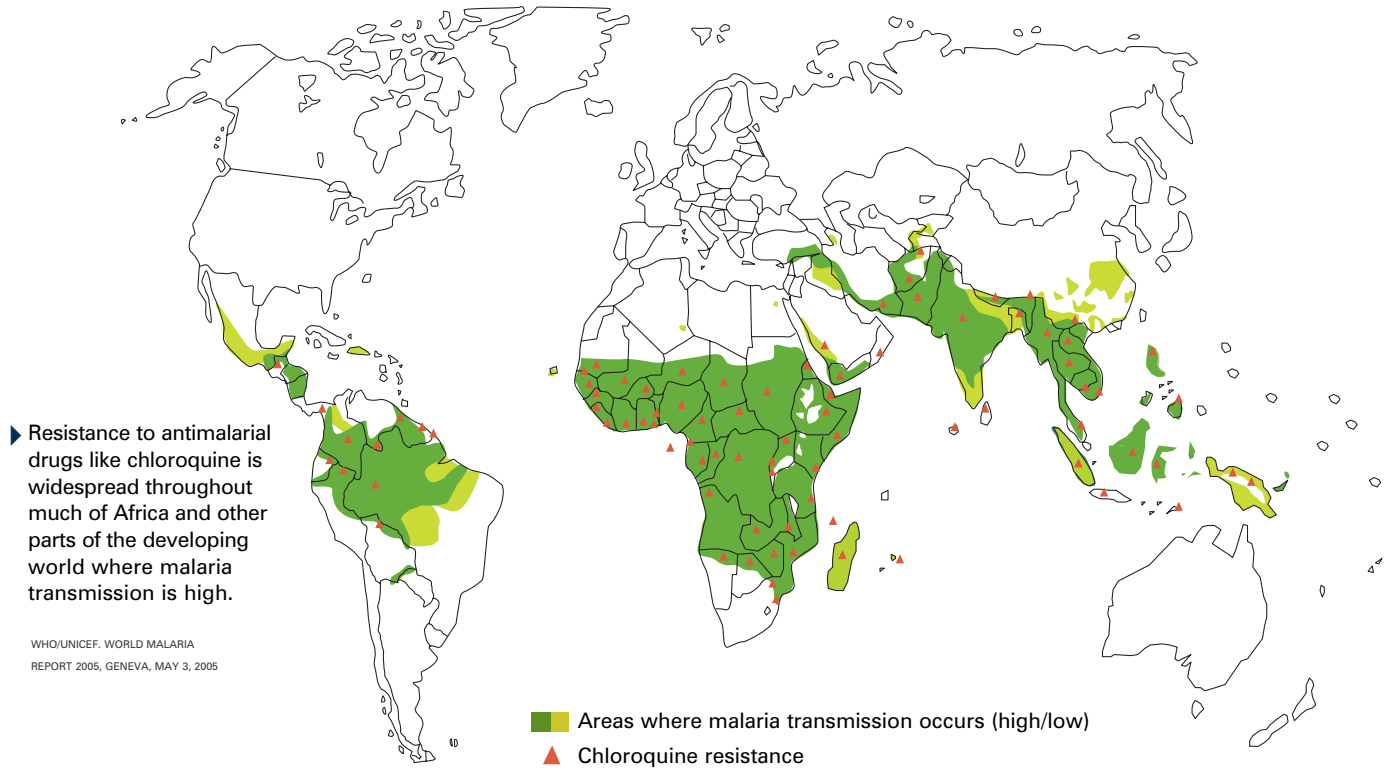 Resistance to antimalarial
drugs like chloroquine is
widespread throughout
much of Africa and other
parts of the developing
world where malaria
transmission is high.
WHO/UNICEF. WORLD MALARIA
REPORT 2005, GENEVA, MAY 3, 2005
Areas where malaria transmission occurs (high/low)
Chloroquine resistance